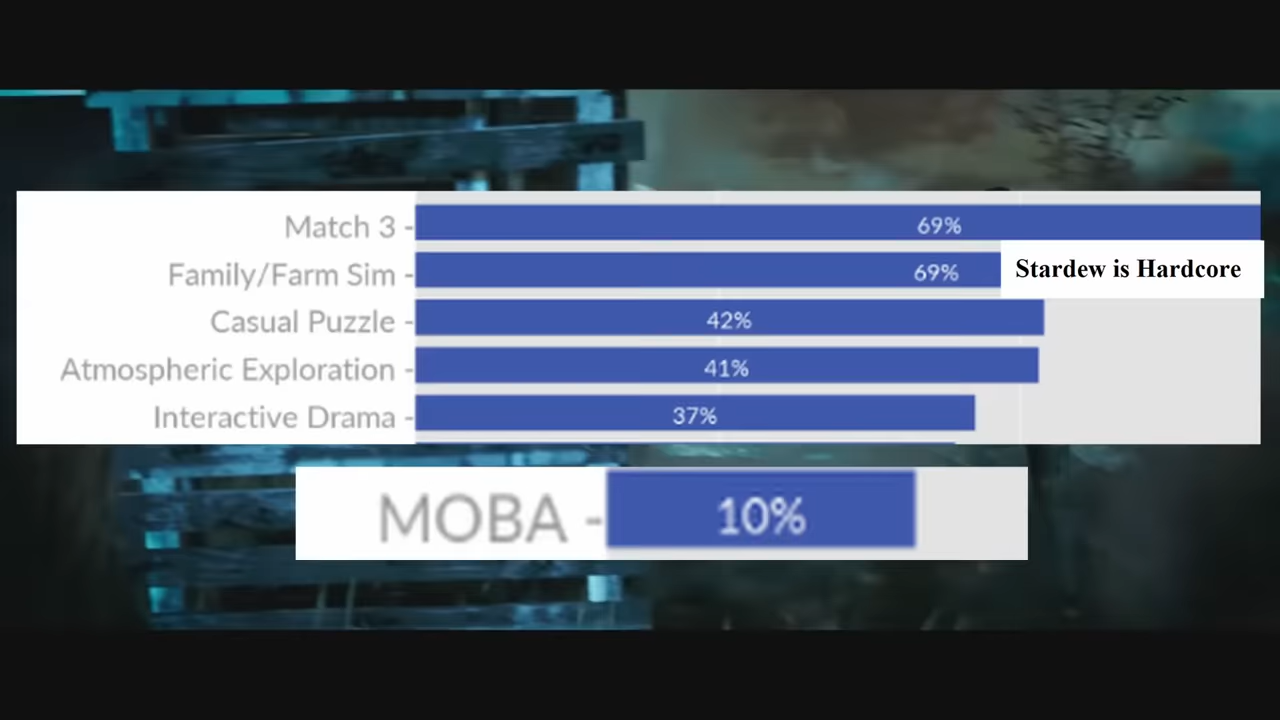 Match 3 - 69%
Family/Farm Sim - 69% Stardew is Hardcore
Casual Puzzle - 42%
Atmospheric Exploration - 41%
Interactive Drama - 37%
MOBA - 10%